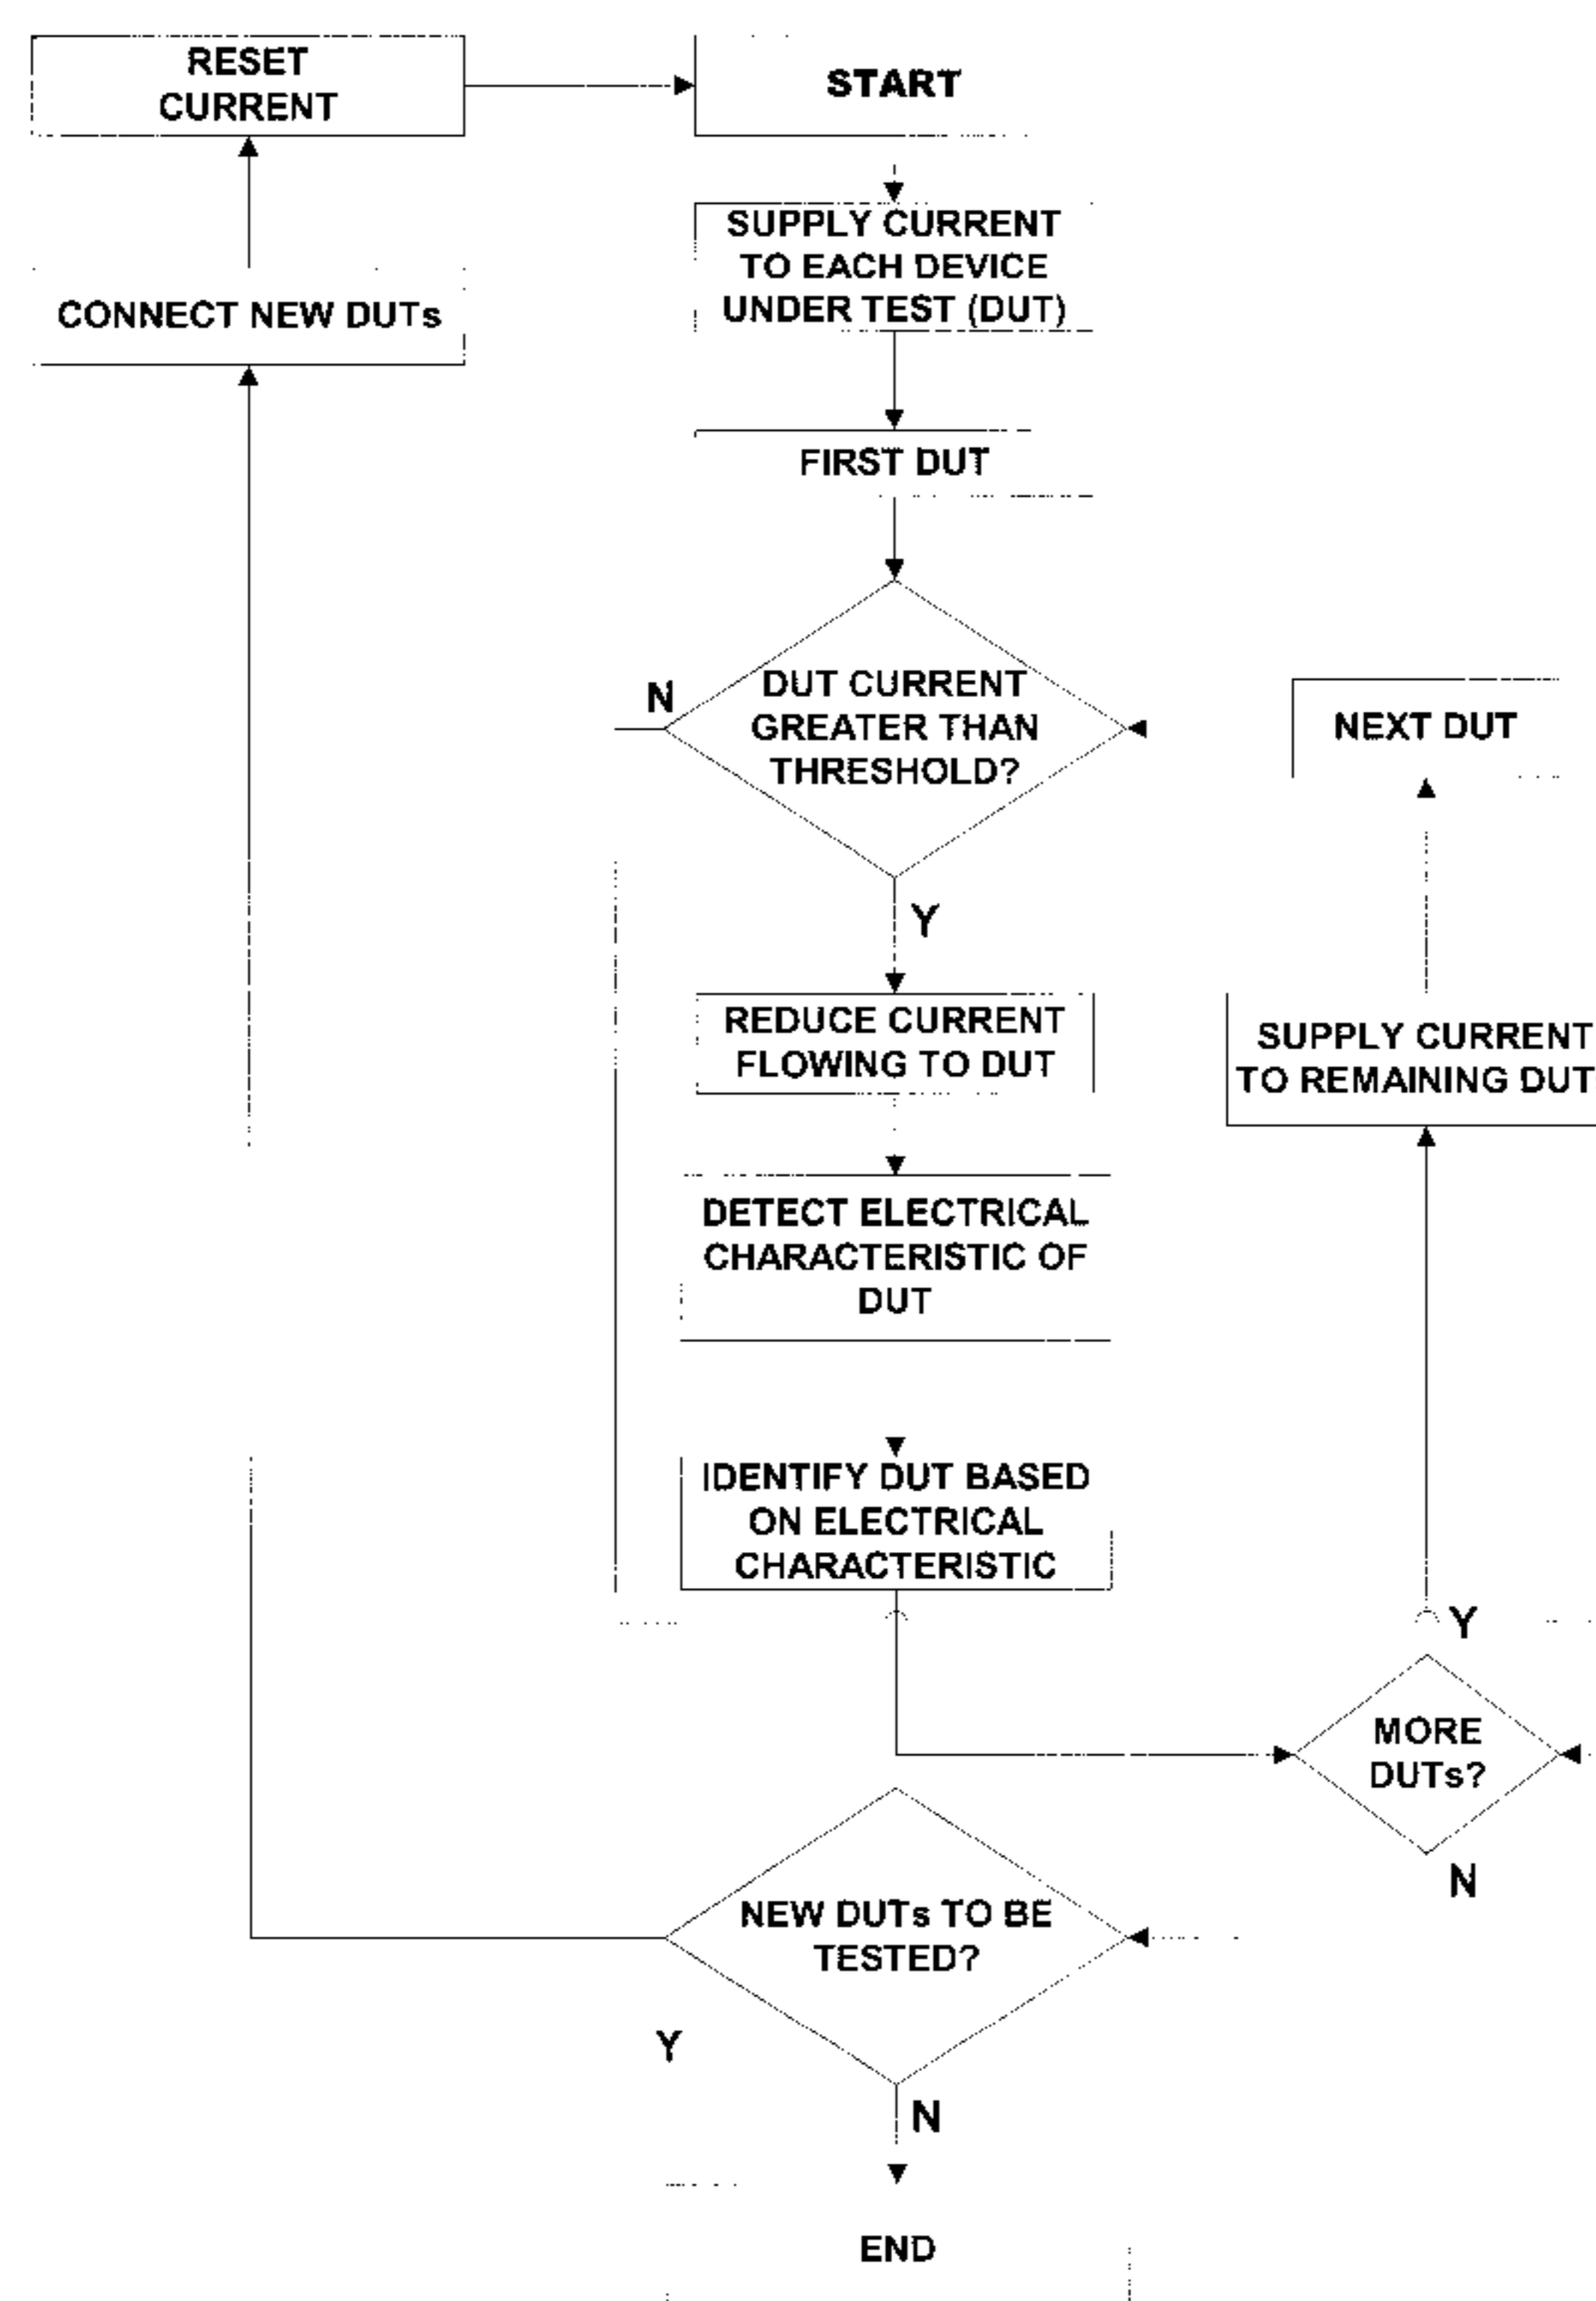 RESET
CURRENT
START
SUPPLY CURRENT
TO EACH DEVICE
UNDER TEST (DUT)
CONNECT NEW DUTs
FIRST DUT
N
DUT CURRENT
GREATER THAN
THRESHOLD?
NEXT DUT
Y
REDUCE CURRENT
FLOWING TO DUT
SUPPLY CURRENT
TO REMAINING DUT
DETECT ELECTRICAL
CHARACTERISTIC OF
DUT
IDENTIFY DUT BASED
ON ELECTRICAL
CHARACTERISTIC
Y
MORE
DUTs?
N
NEW DUTs TO BE
TESTED?
Y
N
END